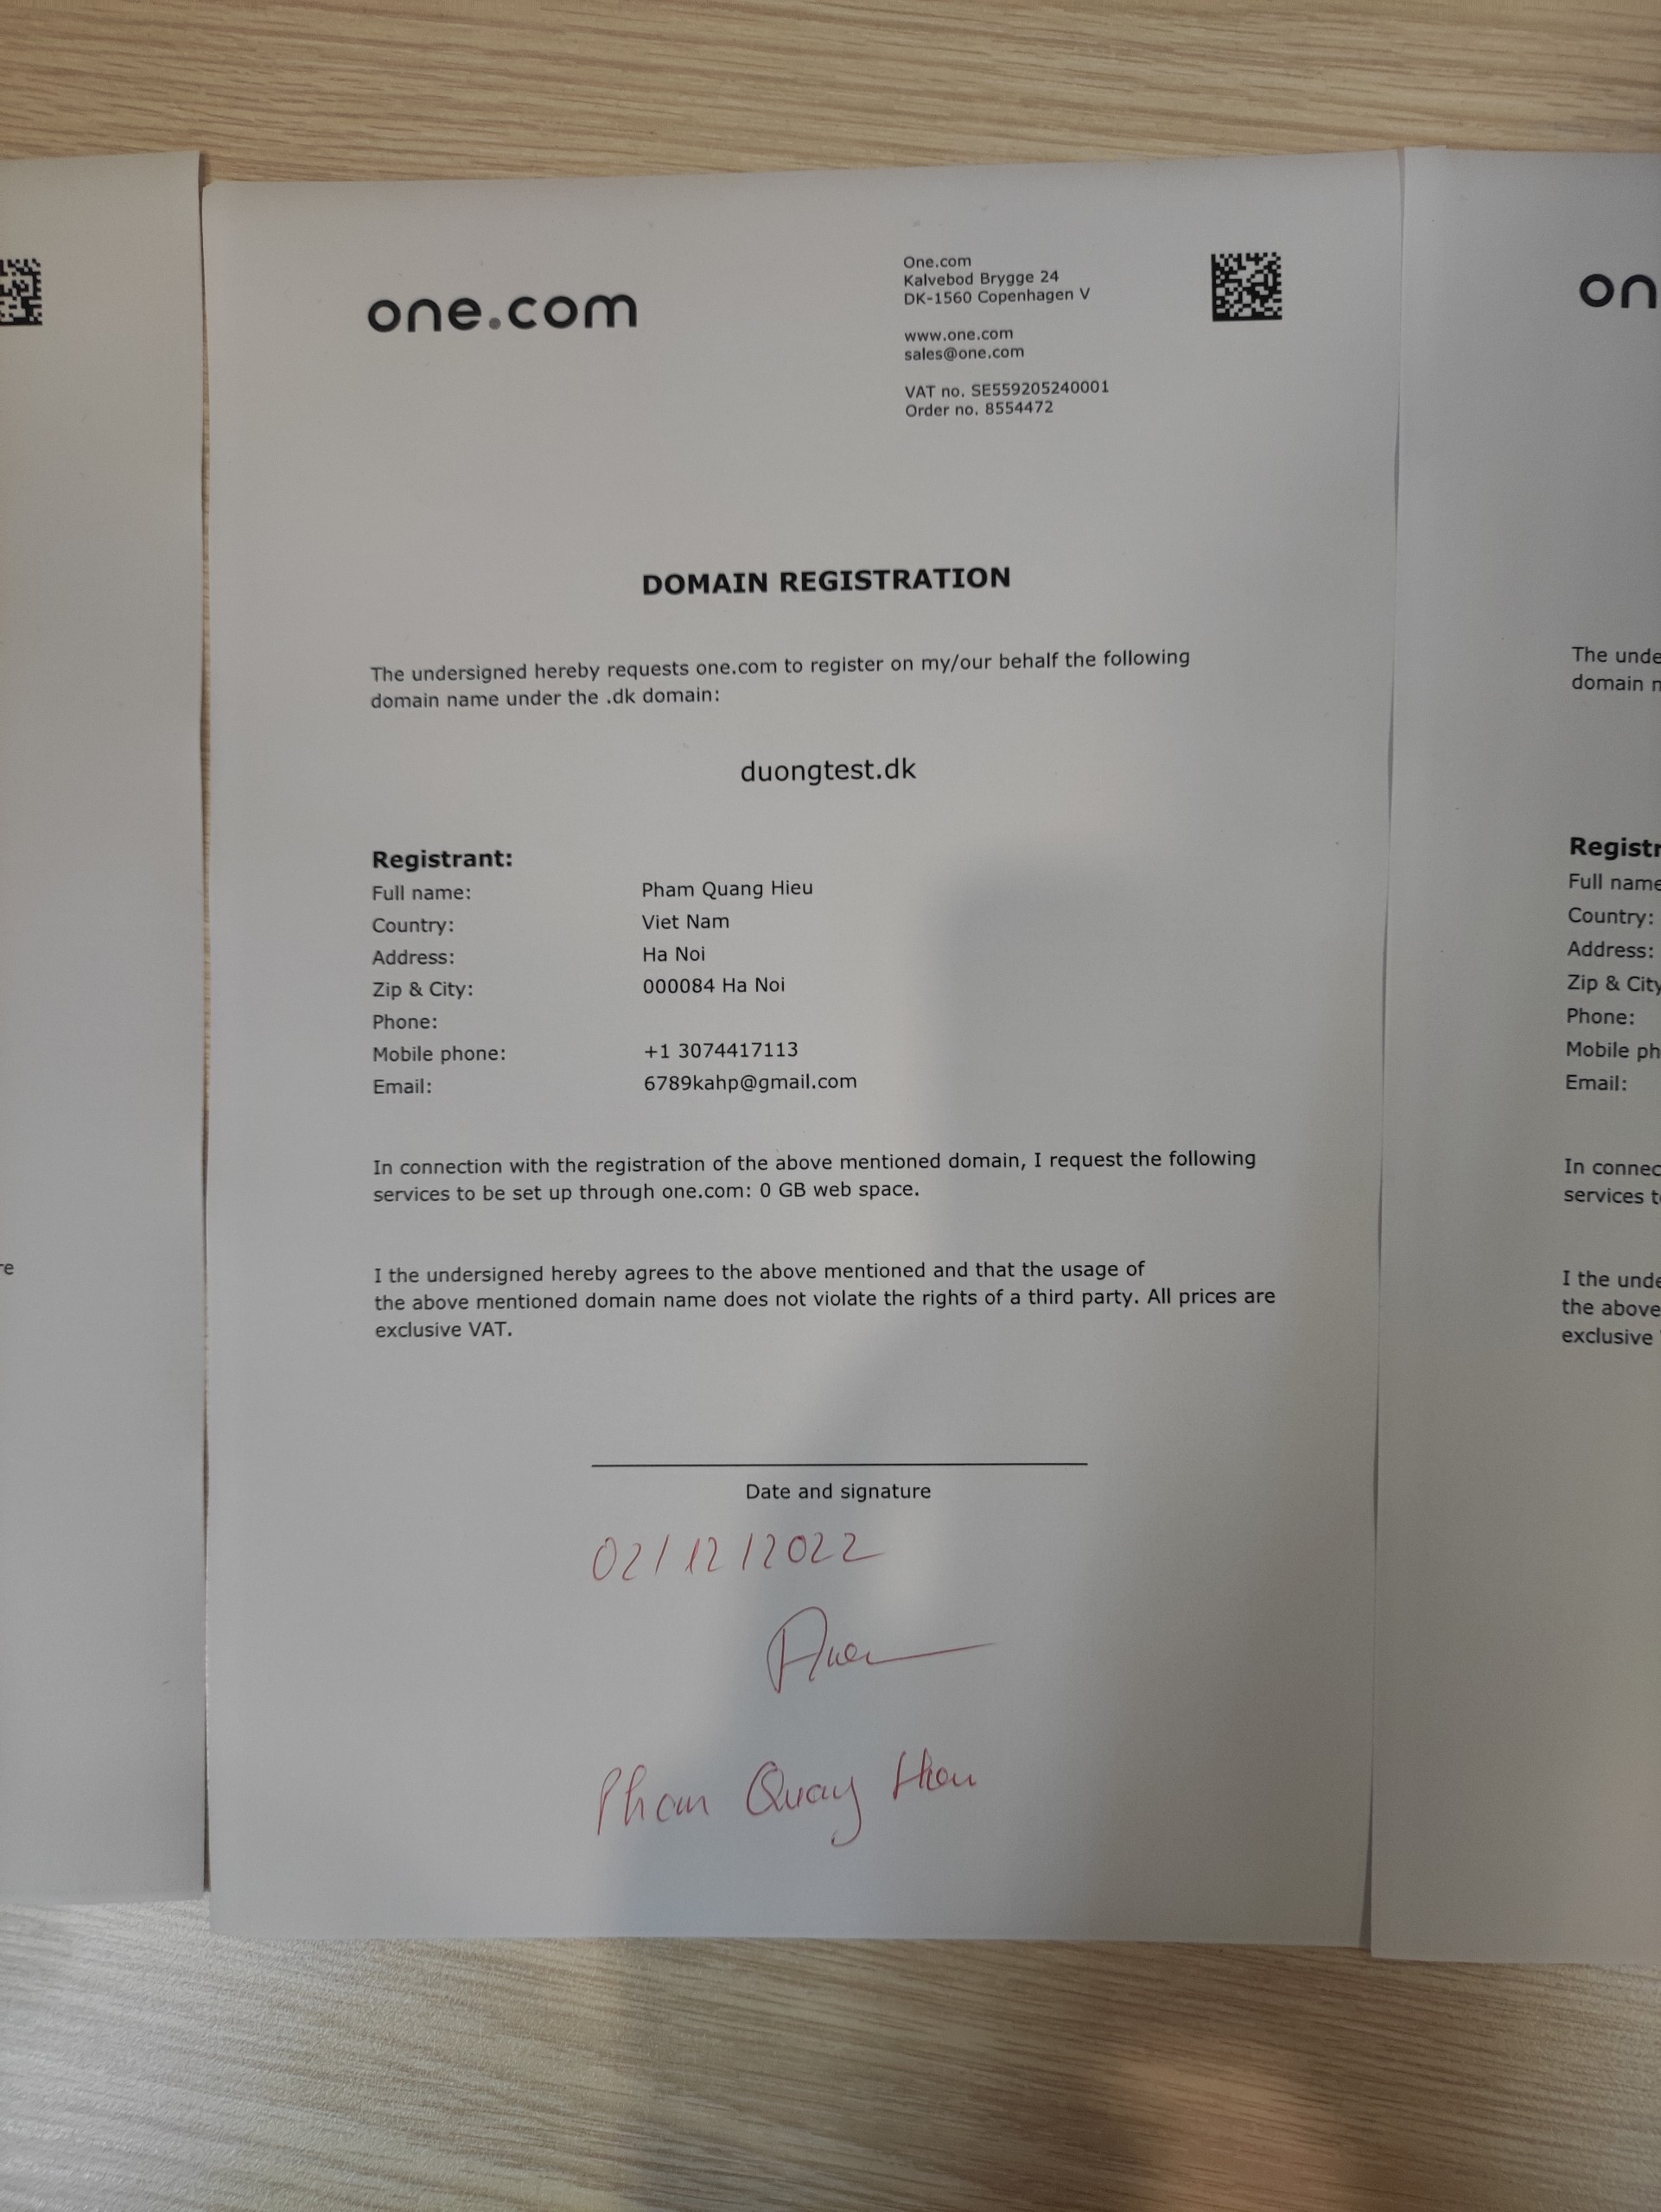 one.com
One.com
Kalvebod Brygge 24
DK-1560 Copenhagen V
www.one.com
sales@one.com
VAT no. SE559205240001
Order no. 8554472
DOMAIN REGISTRATION
The undersigned hereby requests one.com to register on my/our behalf the following
domain name under the .dk domain:
duongtest.dk
Registrant:
Full name: Pham Quang Hieu
Country: Viet Nam
Address: Ha Noi
Zip & City: 000084 Ha Noi
Phone:
Mobile phone: +1 3074417113
Email: 6789kahp@gmail.com
In connection with the registration of the above mentioned domain, I request the following
services to be set up through one.com: 0 GB web space.
I the undersigned hereby agrees to the above mentioned and that the usage of
the above mentioned domain name does not violate the rights of a third party. All prices are
exclusive VAT.
Date and signature
02/12/2022
Pham Quang
re
on
The unde
domain n
Registr
Full name
Country:
Address:
Zip & City
Phone:
Mobile ph
Email:
In connec
services t
I the unde
the above
exclusive